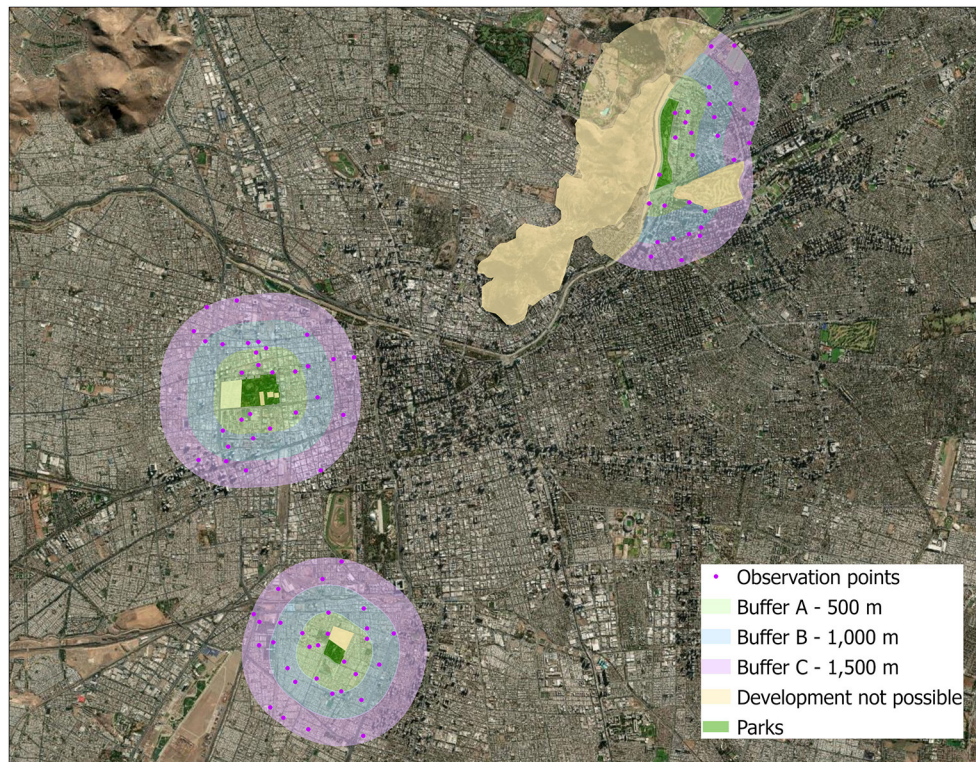 Observation points
Buffer A - 500 m
Buffer B - 1,000 m
Buffer C - 1,500 m
Development not possible
Parks